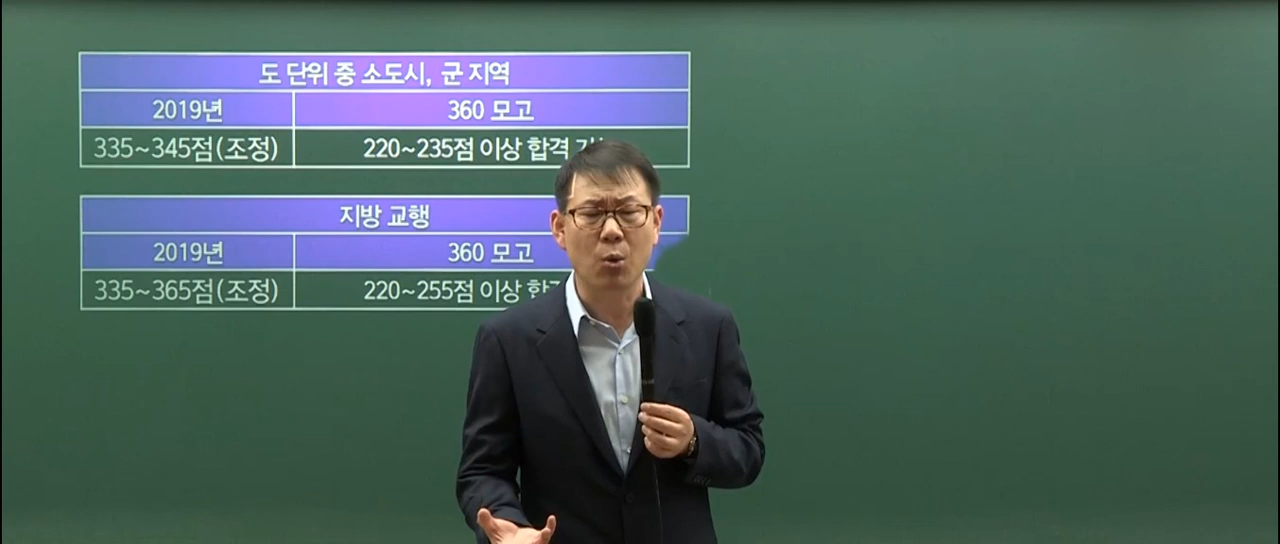 도 단위 중 소도시, 군 지역
2019년 360 모고
335~345점(조정) 220~235점 이상 합격
지방 교행
2019년 360 모고
335~365점(조정) 220~255점 이상